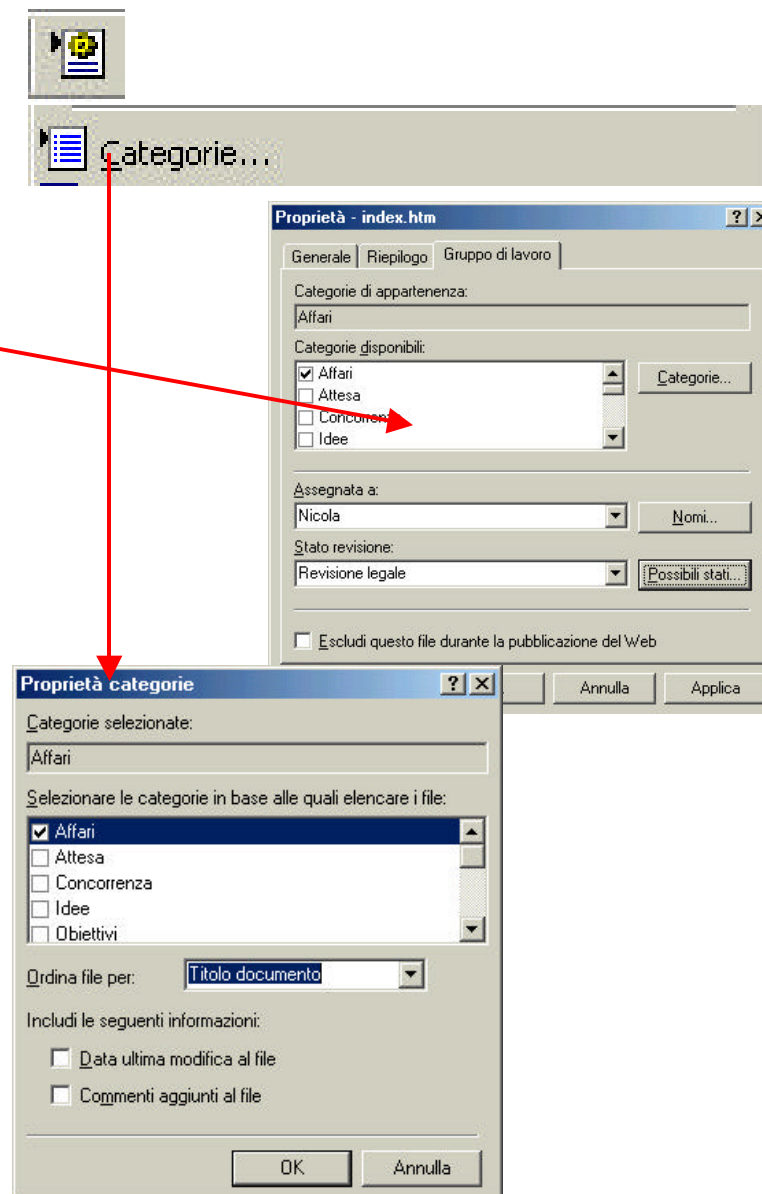 Categorie...
Proprietà - index.htm
Generale Riepilogo Gruppo di lavoro
Categorie di appartenenza:
Affari
Categorie disponibili:
Affari
Categorie...
Attesa
Concorrenza
Idee
Assegnata a:
Nicola
Nomi...
Stato revisione:
Revisione legale
Possibili stati...
Escludi questo file durante la pubblicazione del Web
Annulla
Applica
Proprietà categorie
Categorie selezionate:
Affari
Selezionare le categorie in base alle quali elencare i file:
Affari
Attesa
Concorrenza
Idee
Obiettivi
Ordina file per: Titolo documento
Includi le seguenti informazioni:
Data ultima modifica al file
Commenti aggiunti al file
OK
Annulla